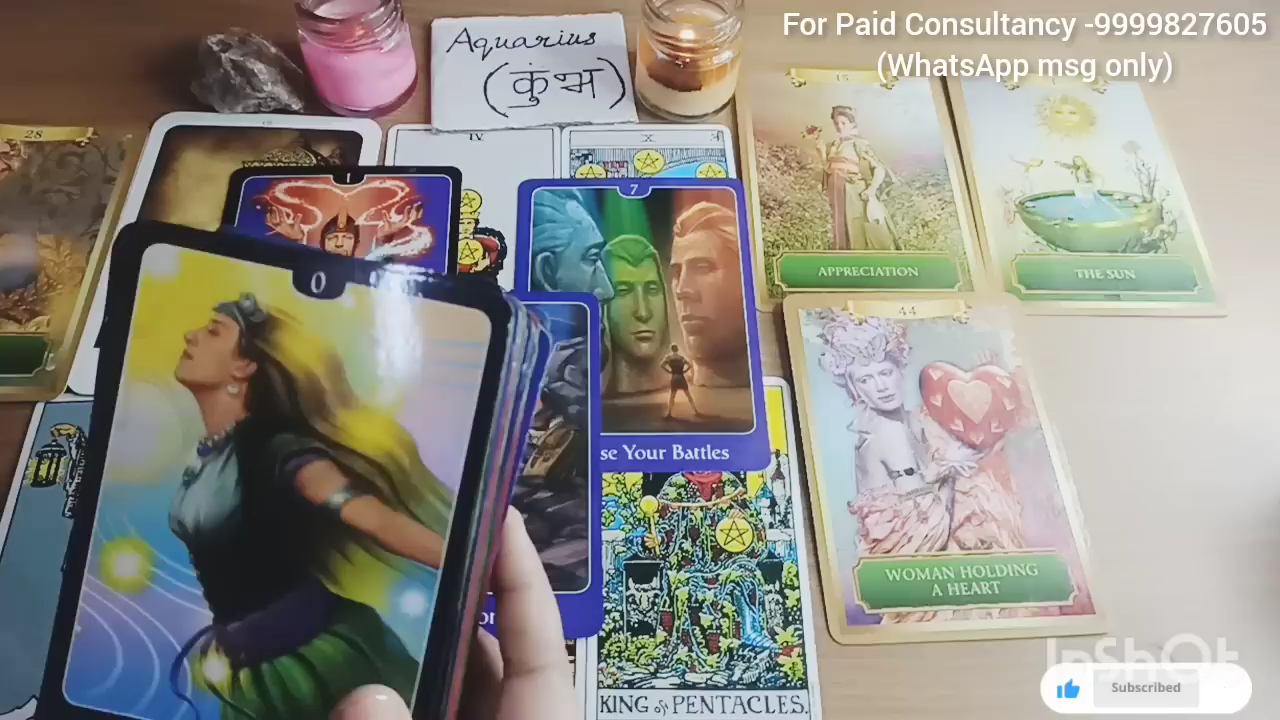 For Paid Consultancy -9999827605
(WhatsApp msg only)
Aquarius
(कुंभ)
28
IV
X
15
1
7
0
APPRECIATION
THE SUN
44
se Your Battles
WOMAN HOLDING
A HEART
KING of PENTACLES.
InShOt
Subscribed